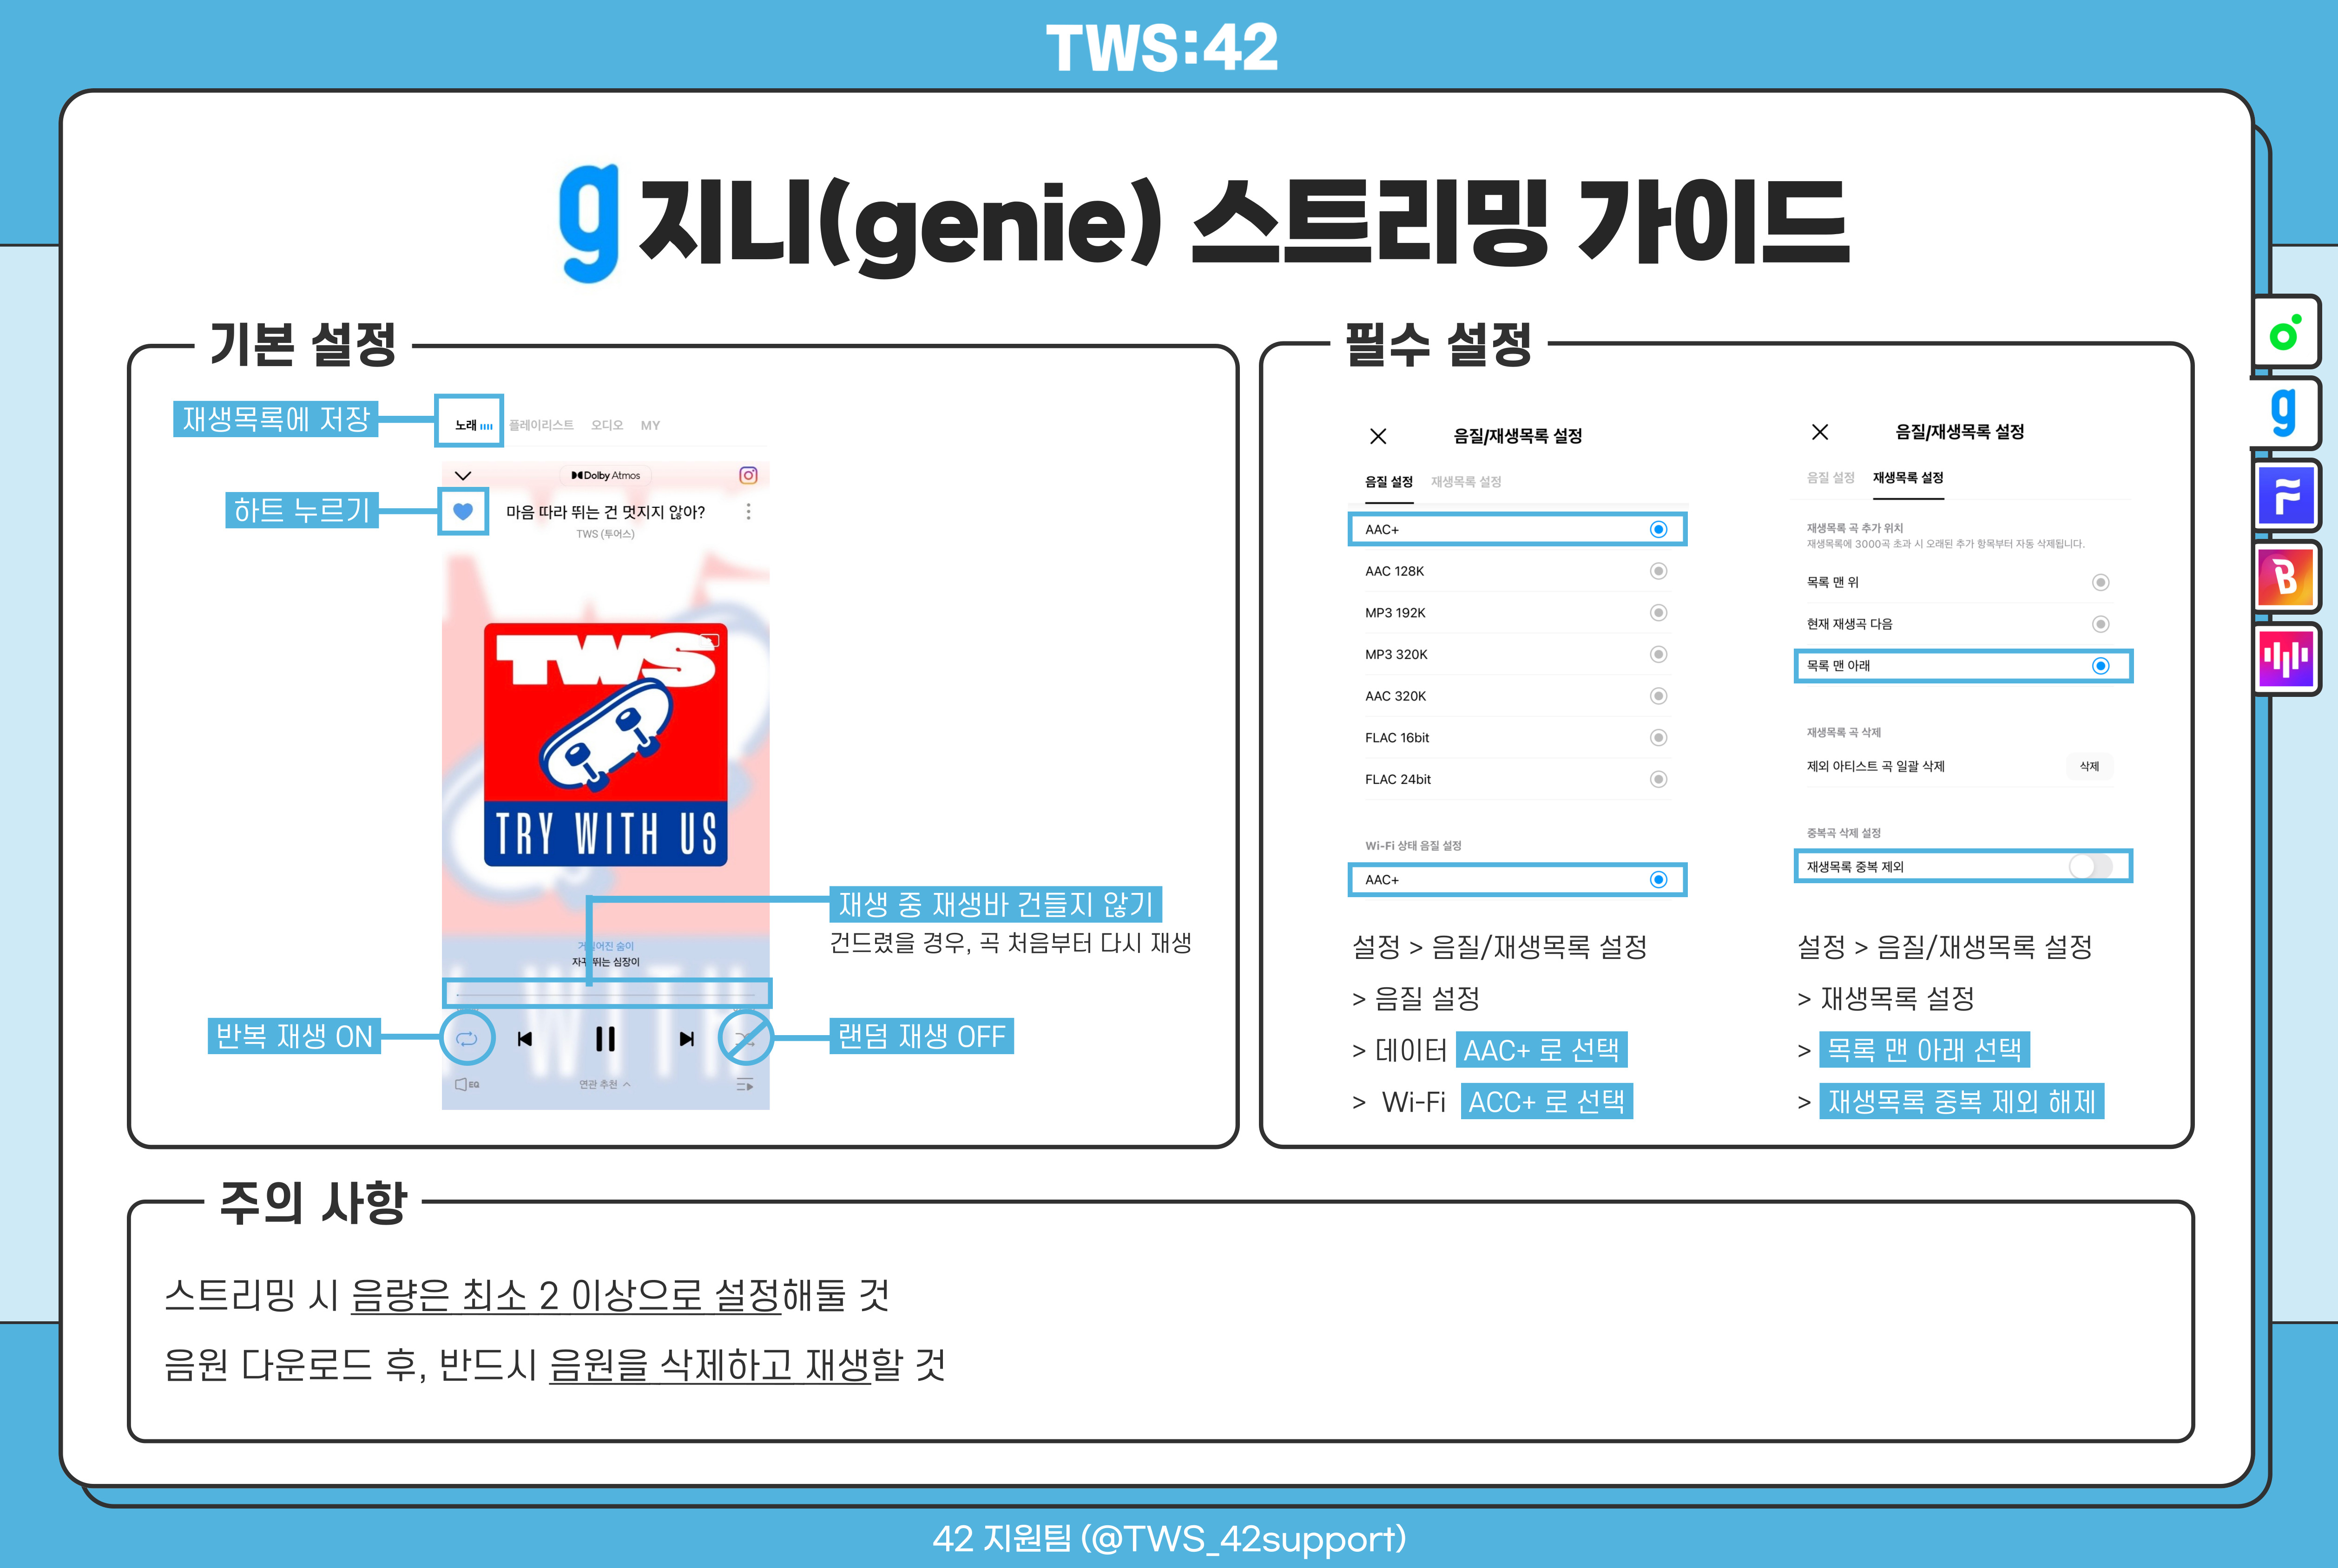 TWS:42
g 지니(genie) 스트리밍 가이드
기본 설정
재생목록에 저장
노래 플레이리스트 오디오 MY
Dolby Atmos
하트 누르기
마음 따라 뛰는 건 멋지지 않아?
TWS (투어스)
TWS
TRY WITH US
재생 중 재생바 건들지 않기
건드렸을 경우, 곡 처음부터 다시 재생
자꾸 뛰는 심장이
반복 재생 ON
랜덤 재생 OFF
EQ
연관 추천
필수 설정
음질/재생목록 설정
음질 설정 재생목록 설정
AAC+
AAC 128K
MP3 192K
MP3 320K
AAC 320K
FLAC 16bit
FLAC 24bit
Wi-Fi 상태 음질 설정
AAC+
설정 > 음질/재생목록 설정
> 음질 설정
> 데이터 AAC+ 로 선택
> Wi-Fi ACC+ 로 선택
음질/재생목록 설정
음질 설정 재생목록 설정
재생목록 곡 추가 위치
재생목록에 3000곡 초과 시 오래된 추가 항목부터 자동 삭제됩니다.
목록 맨 위
현재 재생곡 다음
목록 맨 아래
재생목록 곡 삭제
제외 아티스트 곡 일괄 삭제 삭제
중복곡 삭제 설정
재생목록 중복 제외
설정 > 음질/재생목록 설정
> 재생목록 설정
> 목록 맨 아래 선택
> 재생목록 중복 제외 해제
주의 사항
스트리밍 시 음량은 최소 2 이상으로 설정해둘 것
음원 다운로드 후, 반드시 음원을 삭제하고 재생할 것
42 지원팀 (@TWS_42support)